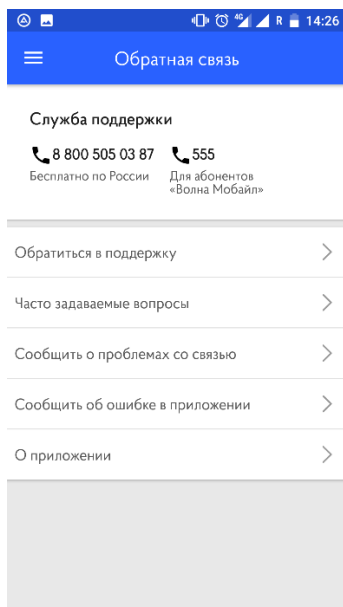 4G R 14:26
Обратная связь
Служба поддержки
8 800 505 03 87 555
Бесплатно по России Для абонентов
«Волна Мобайл»
Обратиться в поддержку
Часто задаваемые вопросы
Сообщить о проблемах со связью
Сообщить об ошибке в приложении
О приложении